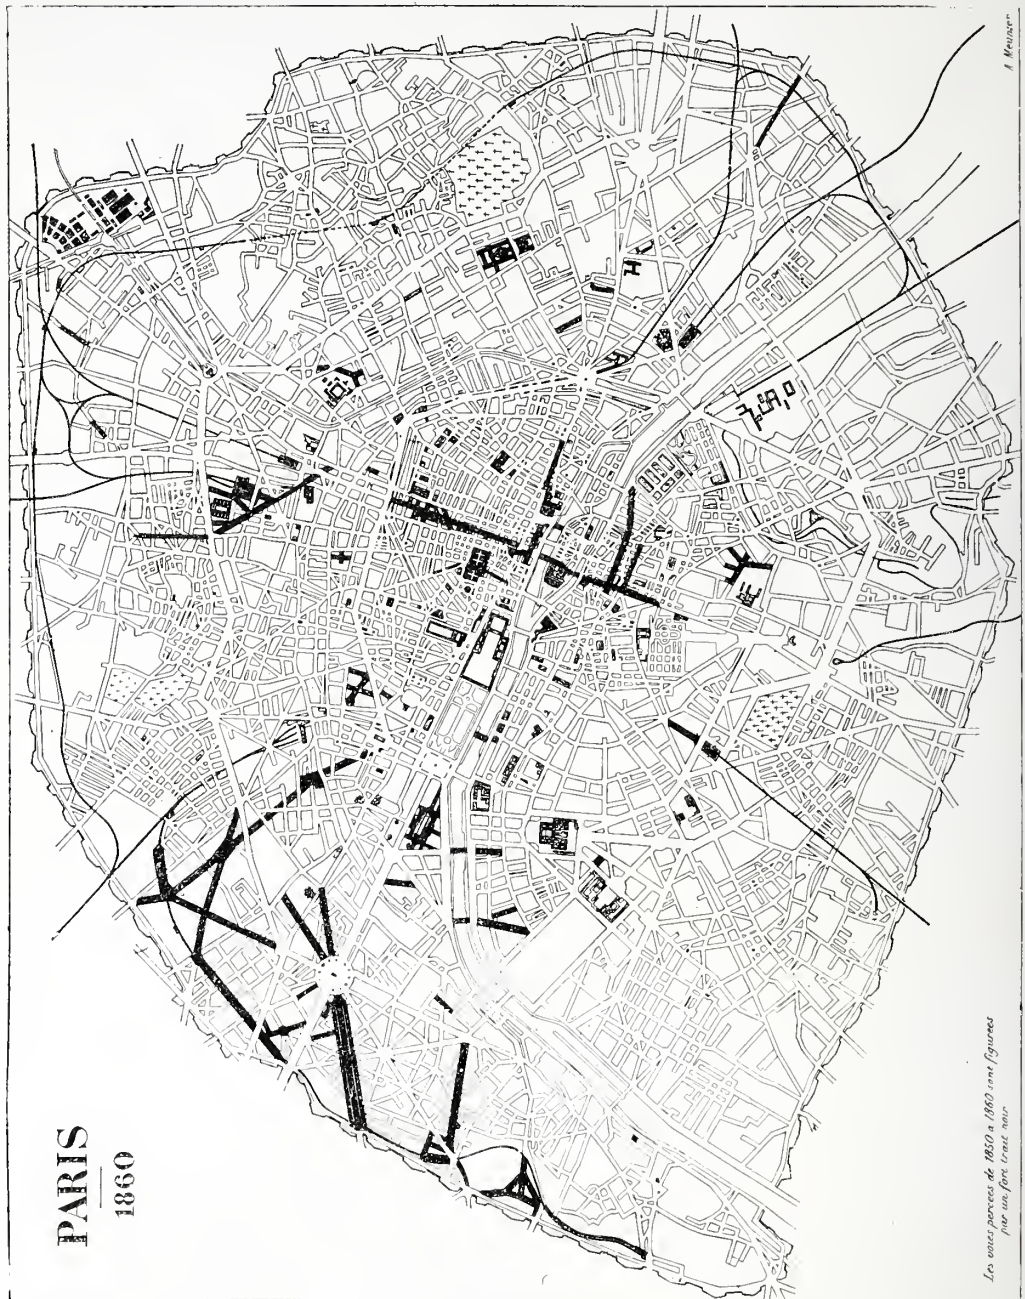 PARIS
1860
Les voies percées de 1850 a 1860 sont figurées
par un fort trait noir
A. Meunier